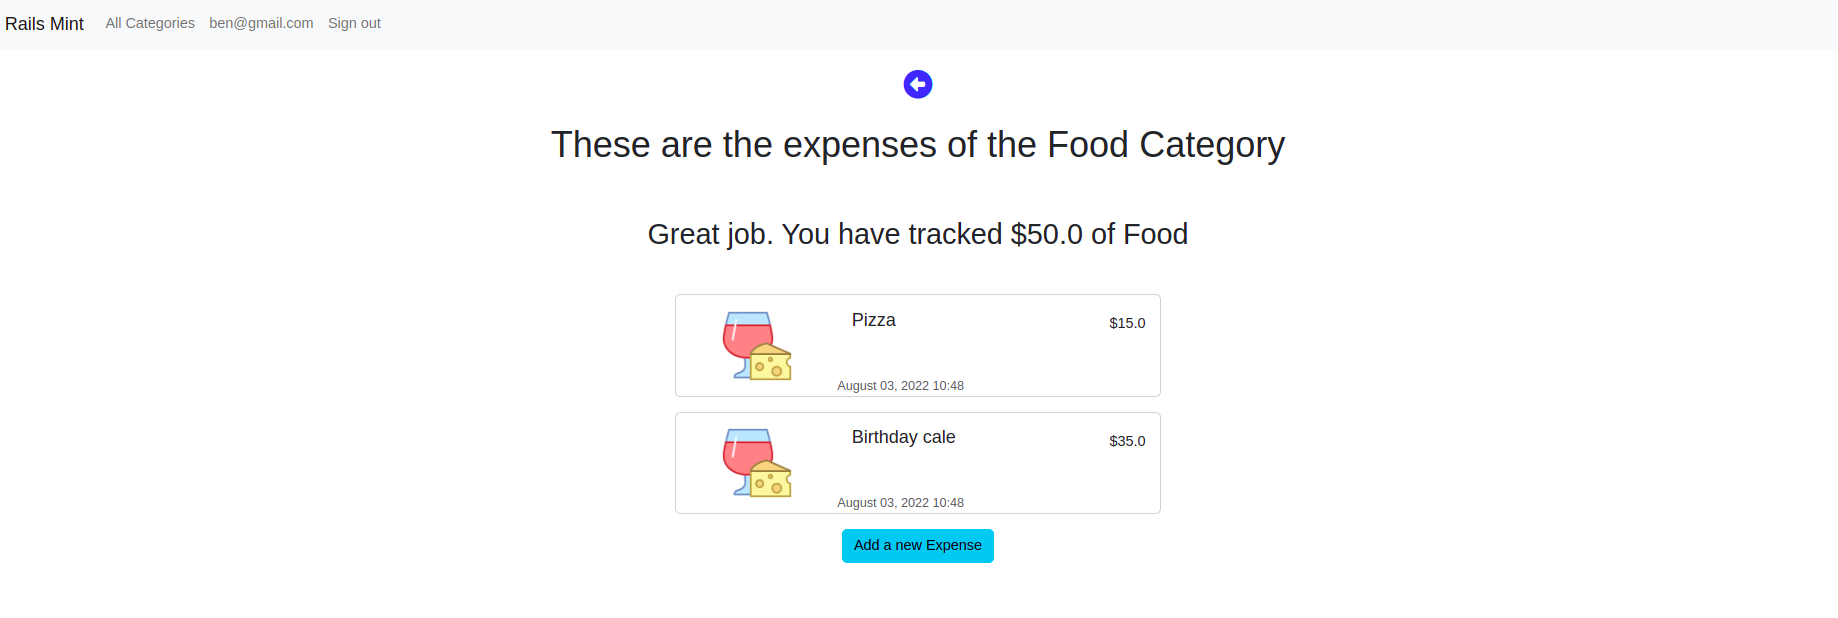 Rails Mint All Categories ben@gmail.com Sign out
These are the expenses of the Food Category
Great job. You have tracked $50.0 of Food
Pizza $15.0
August 03, 2022 10:48
Birthday cale $35.0
August 03, 2022 10:48
Add a new Expense